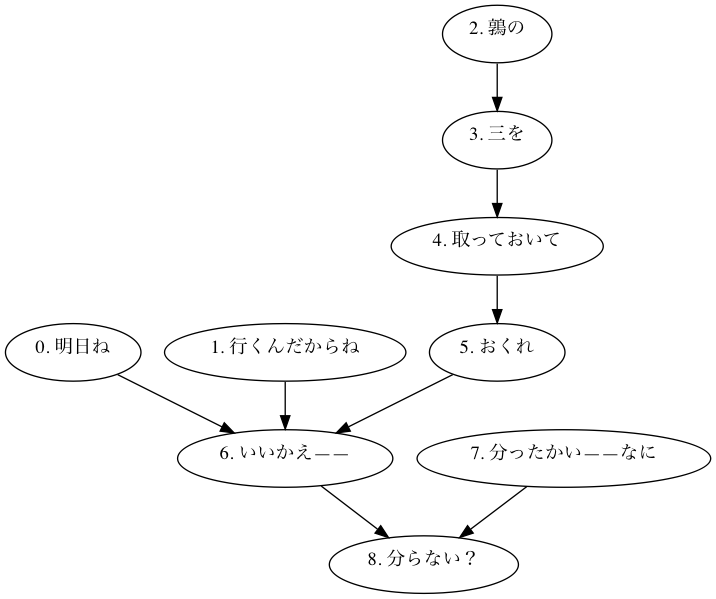 2. 鶉の
3. 三を
4. 取っておいて
0. 明日ね
1. 行くんだからね
5. おくれ
6. いいかえ——
7. 分ったかい——なに
8. 分らない？